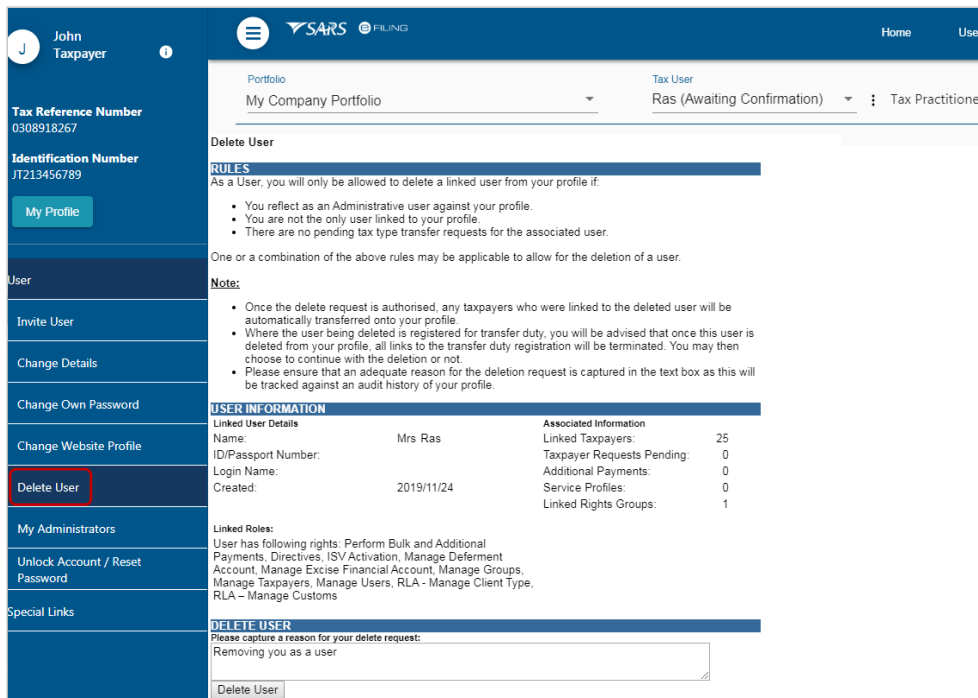 J
John
Taxpayer
i
SARS eFILING
Home
Use
Tax Reference Number
0308918267
Identification Number
JT213456789
My Profile
Portfolio
My Company Portfolio
Tax User
Ras (Awaiting Confirmation)
Tax Practitione
User
Invite User
Change Details
Change Own Password
Change Website Profile
Delete User
My Administrators
Unlock Account / Reset
Password
Special Links
Delete User
RULES
As a User, you will only be allowed to delete a linked user from your profile if:
• You reflect as an Administrative user against your profile.
• You are not the only user linked to your profile.
• There are no pending tax type transfer requests for the associated user.
One or a combination of the above rules may be applicable to allow for the deletion of a user.
Note:
• Once the delete request is authorised, any taxpayers who were linked to the deleted user will be
automatically transferred onto your profile.
• Where the user being deleted is registered for transfer duty, you will be advised that once this user is
deleted from your profile, all links to the transfer duty registration will be terminated. You may then
choose to continue with the deletion or not.
• Please ensure that an adequate reason for the deletion request is captured in the text box as this will
be tracked against an audit history of your profile.
USER INFORMATION
Linked User Details
Name: Mrs Ras
ID/Passport Number:
Login Name:
Created: 2019/11/24
Associated Information
Linked Taxpayers: 25
Taxpayer Requests Pending: 0
Additional Payments: 0
Service Profiles: 0
Linked Rights Groups: 1
Linked Roles:
User has following rights: Perform Bulk and Additional
Payments, Directives, ISV Activation, Manage Deferment
Account, Manage Excise Financial Account, Manage Groups,
Manage Taxpayers, Manage Users, RLA - Manage Client Type,
RLA – Manage Customs
DELETE USER
Please capture a reason for your delete request:
Removing you as a user
Delete User